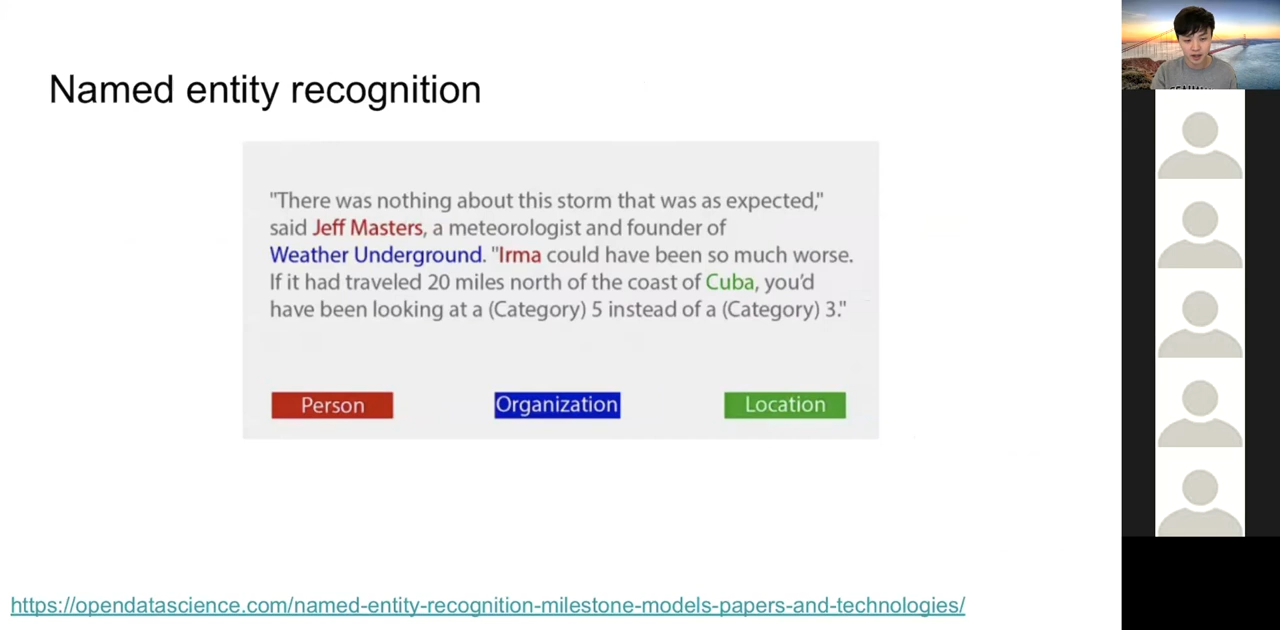 Named entity recognition
"There was nothing about this storm that was as expected,"
said Jeff Masters, a meteorologist and founder of
Weather Underground. "Irma could have been so much worse.
If it had traveled 20 miles north of the coast of Cuba, you'd
have been looking at a (Category) 5 instead of a (Category) 3."
Person
Organization
Location
https://opendatascience.com/named-entity-recognition-milestone-models-papers-and-technologies/